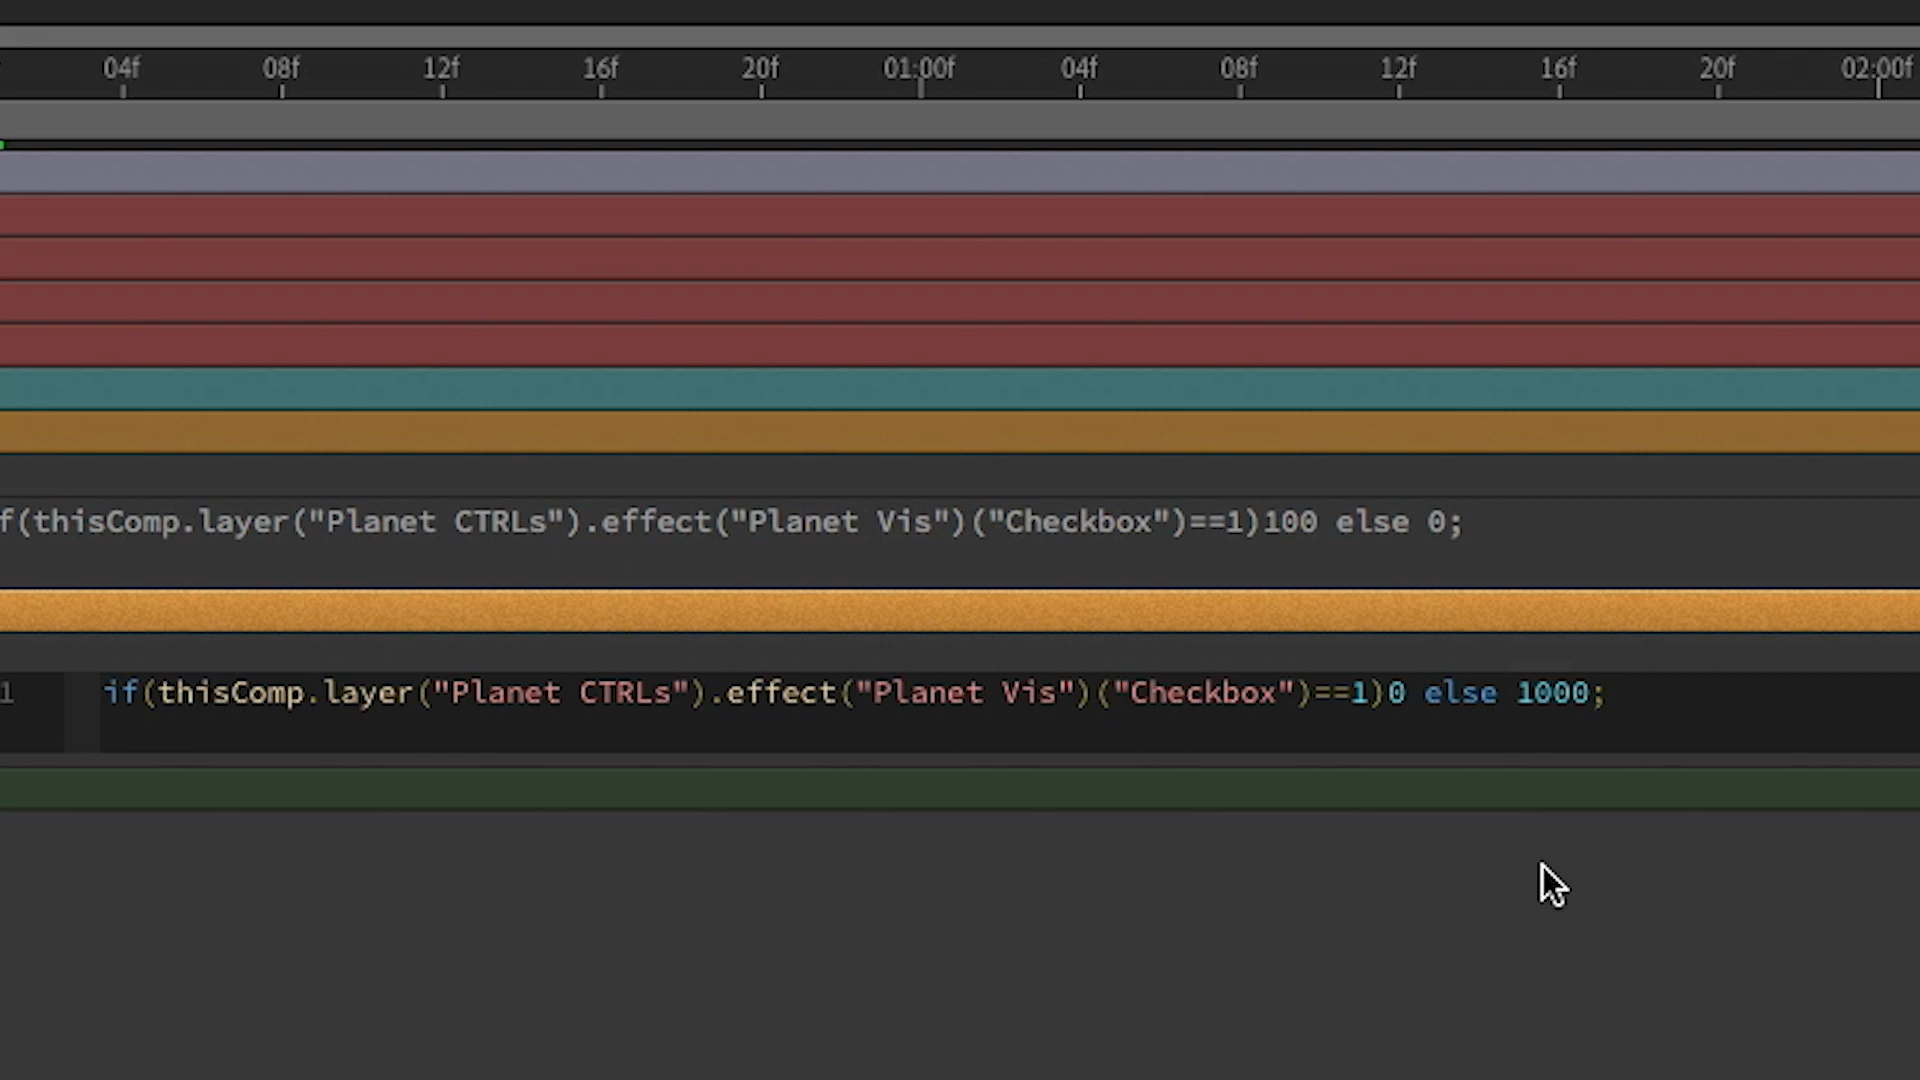 04f 08f 12f 16f 20f 01:00f 04f 08f 12f 16f 20f 02:00f
f(thisComp.layer("Planet CTRLs").effect("Planet Vis")("Checkbox")==1)100 else 0;
1 if(thisComp.layer("Planet CTRLs").effect("Planet Vis")("Checkbox")==1)0 else 1000;